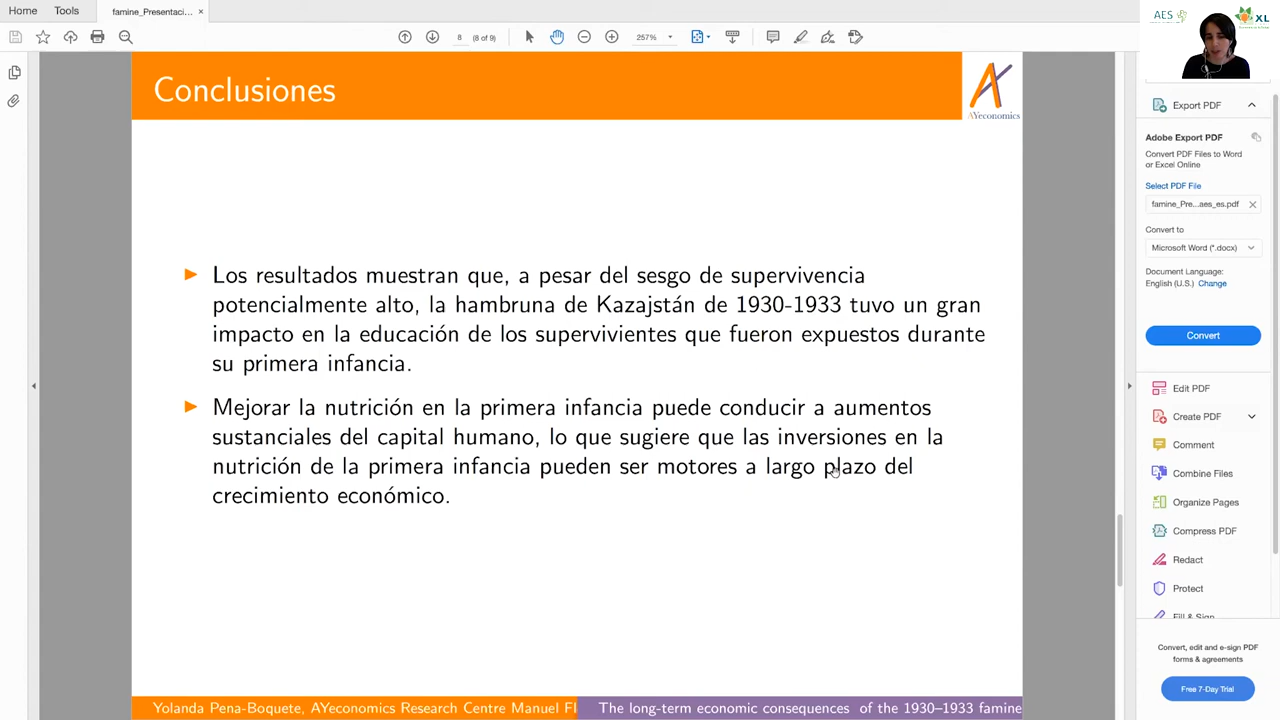 Home
Tools
famine_Presentaci...
×
8
(8 of 9)
257%
AES
XL
Conclusiones
AYeconomics
Los resultados muestran que, a pesar del sesgo de supervivencia
potencialmente alto, la hambruna de Kazajstán de 1930-1933 tuvo un gran
impacto en la educación de los supervivientes que fueron expuestos durante
su primera infancia.
Mejorar la nutrición en la primera infancia puede conducir a aumentos
sustanciales del capital humano, lo que sugiere que las inversiones en la
nutrición de la primera infancia pueden ser motores a largo plazo del
crecimiento económico.
Yolanda Pena-Boquete, AYeconomics Research Centre Manuel Fl
The long-term economic consequences of the 1930–1933 famine
Export PDF
Adobe Export PDF
Convert PDF Files to Word
or Excel Online
Select PDF File
famine_Pre...aes_es.pdf
Convert to
Microsoft Word (*.docx)
Document Language:
English (U.S.) Change
Convert
Edit PDF
Create PDF
Comment
Combine Files
Organize Pages
Compress PDF
Redact
Protect
Fill & Sign
Convert, edit and e-sign PDF
forms & agreements
Free 7-Day Trial